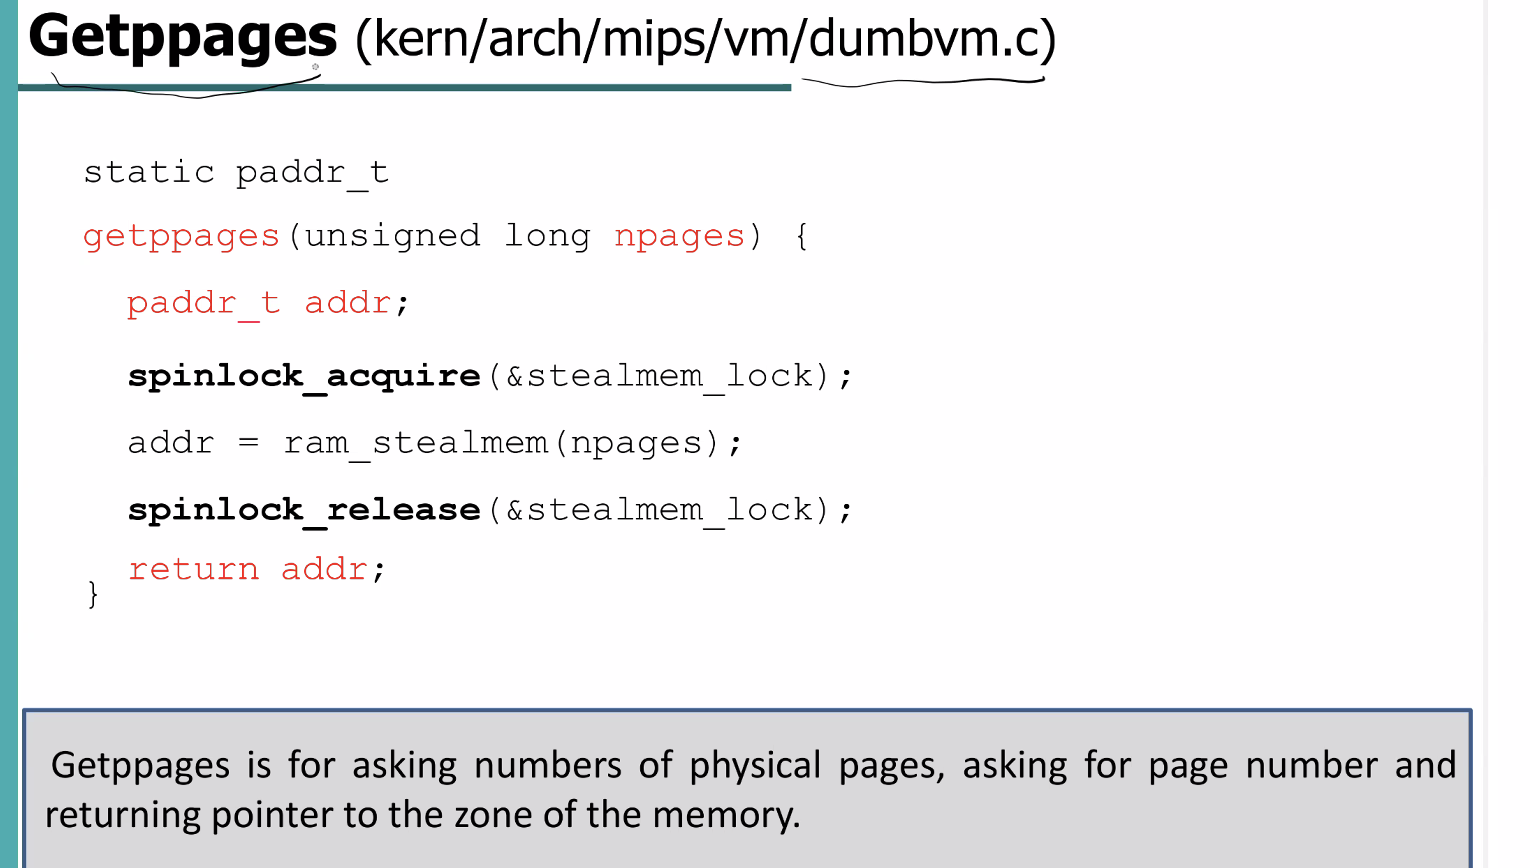 Getppages (kern/arch/mips/vm/dumbvm.c)
static paddr_t
getppages(unsigned long npages) {
paddr_t addr;
spinlock_acquire(&stealmem_lock);
addr = ram_stealmem(npages);
spinlock_release(&stealmem_lock);
return addr;
}
Getppages is for asking numbers of physical pages, asking for page number and
returning pointer to the zone of the memory.